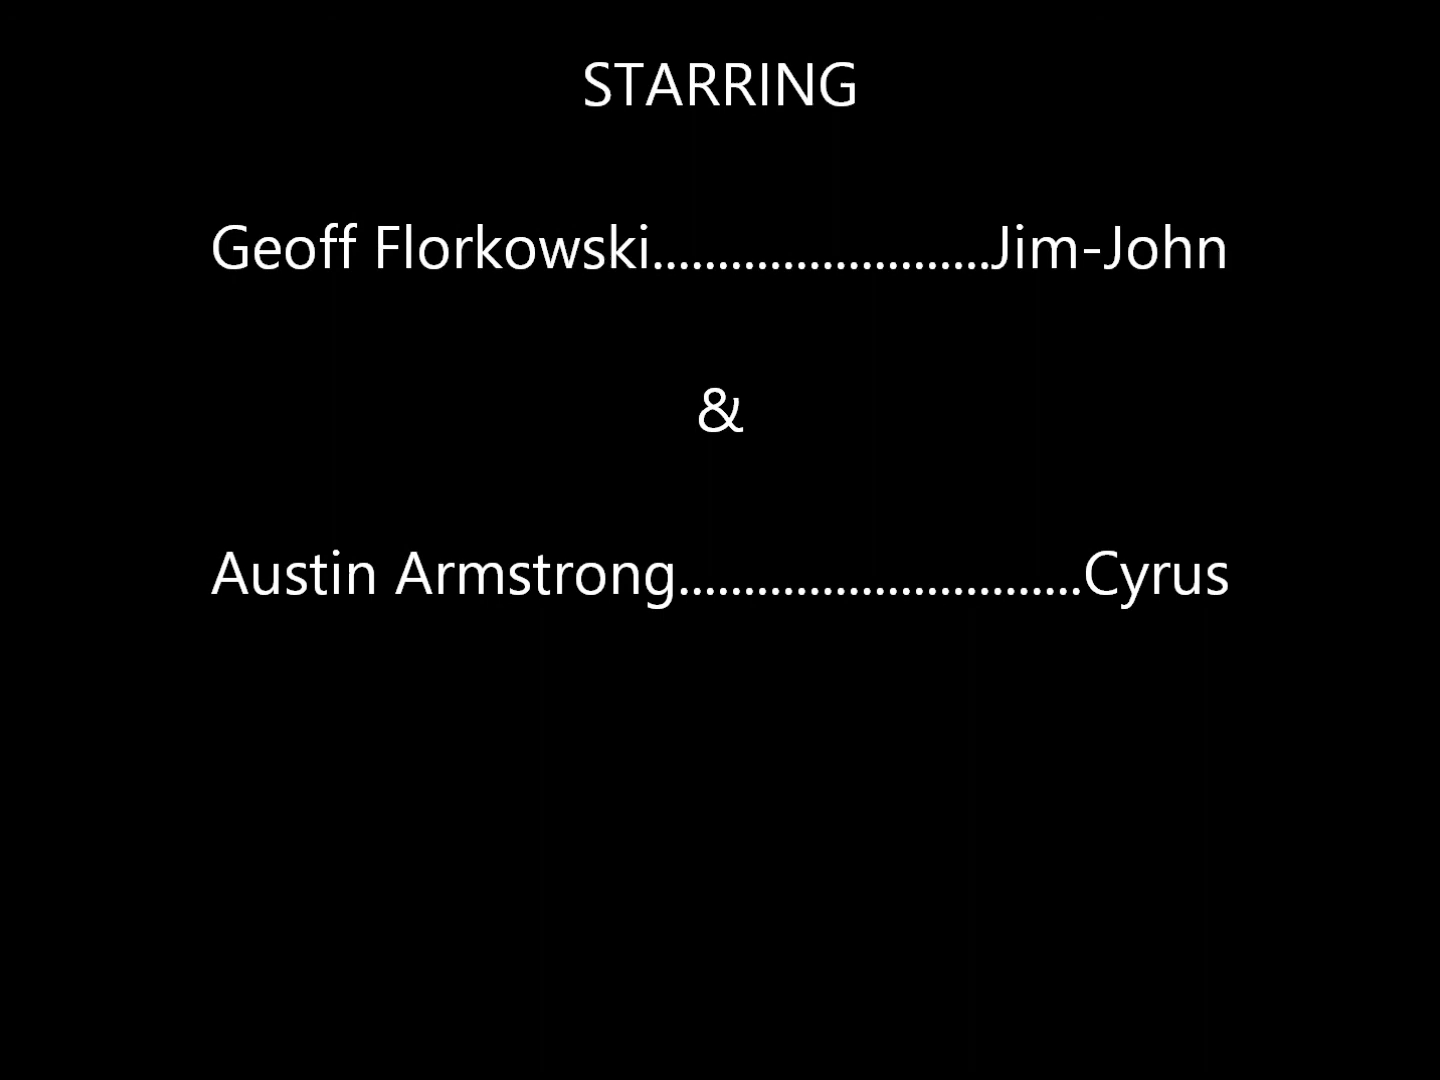 STARRING
Geoff Florkowski..........................Jim-John
&
Austin Armstrong...............................Cyrus